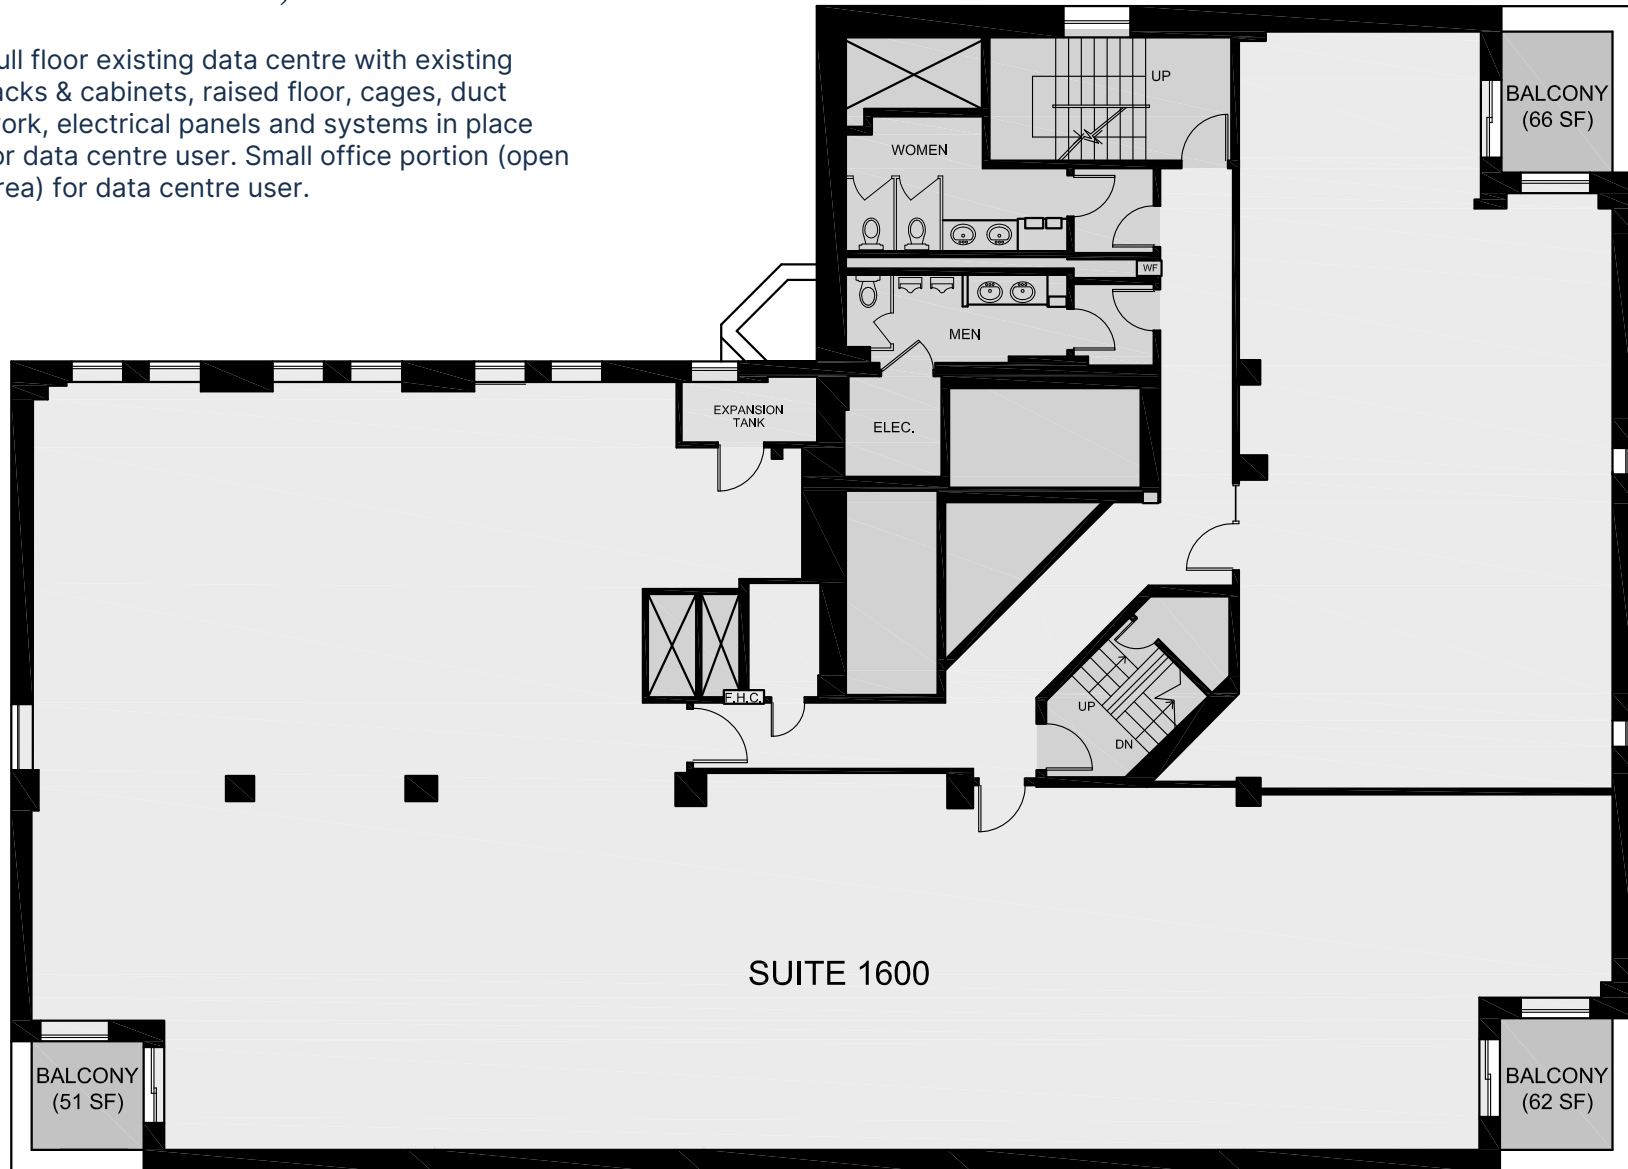 ull floor existing data centre with existing
acks & cabinets, raised floor, cages, duct
ork, electrical panels and systems in place
or data centre user. Small office portion (open
rea) for data centre user.
UP
BALCONY
(66 SF)
WOMEN
WF
MEN
EXPANSION
TANK
ELEC.
F.H.C.
UP
DN
SUITE 1600
BALCONY
(51 SF)
BALCONY
(62 SF)